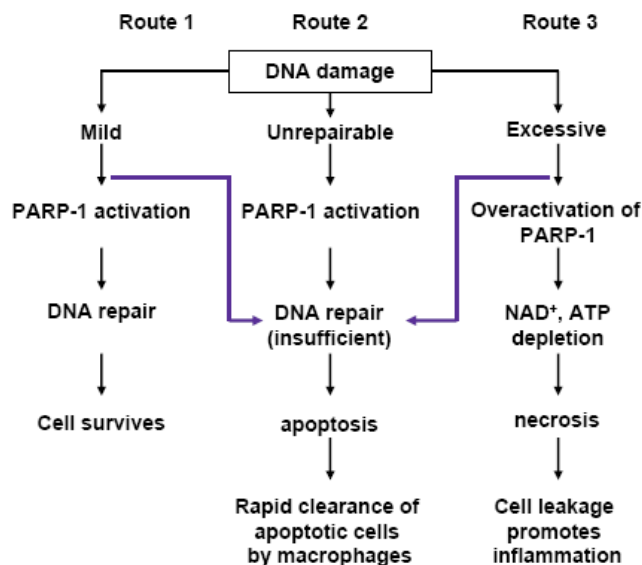 Route 1 Route 2 Route 3
DNA damage
Mild Unrepairable Excessive
PARP-1 activation PARP-1 activation Overactivation of
PARP-1
DNA repair DNA repair
(insufficient) NAD⁺, ATP
depletion
Cell survives apoptosis necrosis
Rapid clearance of
apoptotic cells
by macrophages
Cell leakage
promotes
inflammation